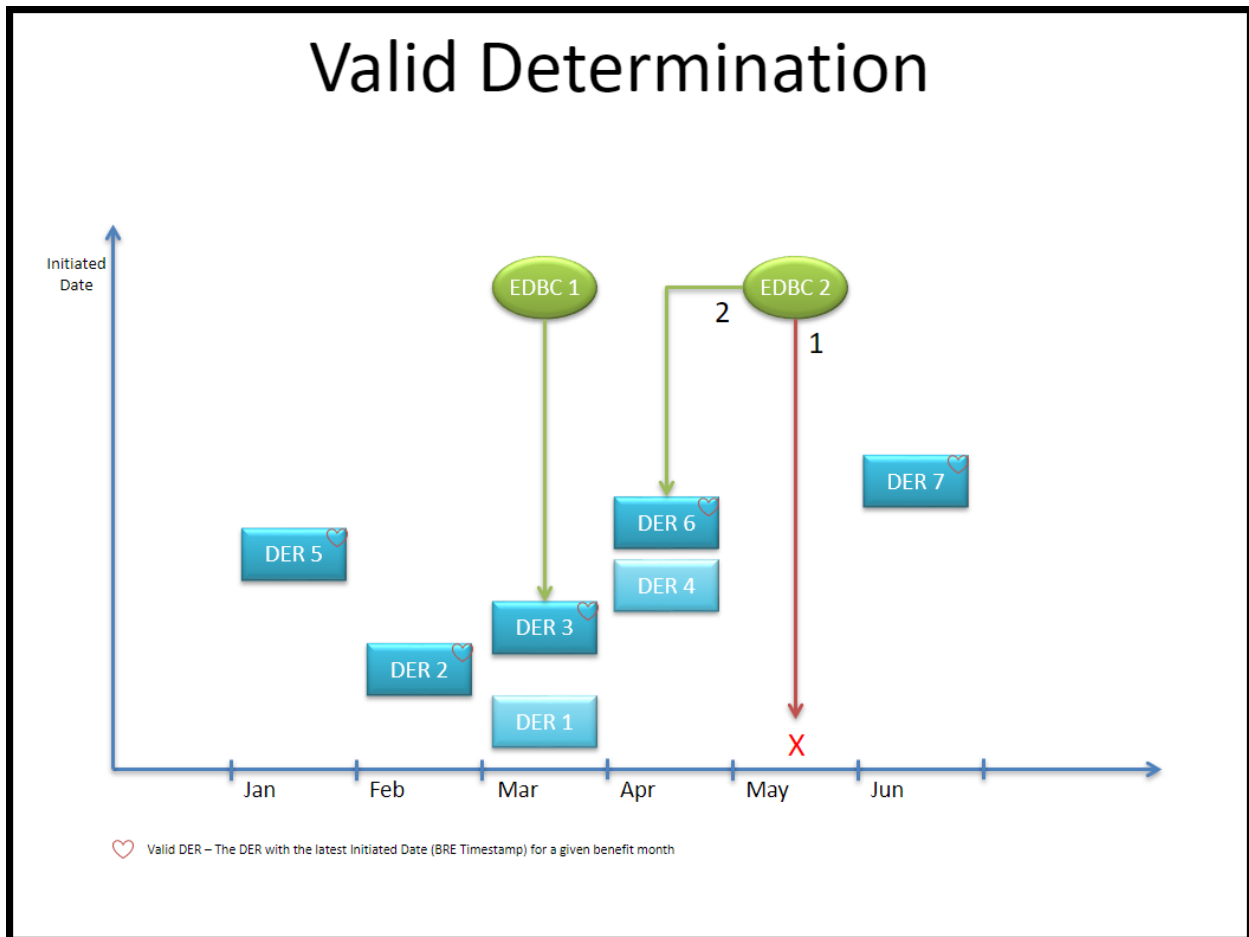 Valid Determination
Initiated
Date
EDBC 1
EDBC 2
2
1
DER 7
DER 6
DER 5
DER 4
DER 3
DER 2
DER 1
X
Jan
Feb
Mar
Apr
May
Jun
Valid DER – The DER with the latest Initiated Date (BRE Timestamp) for a given benefit month